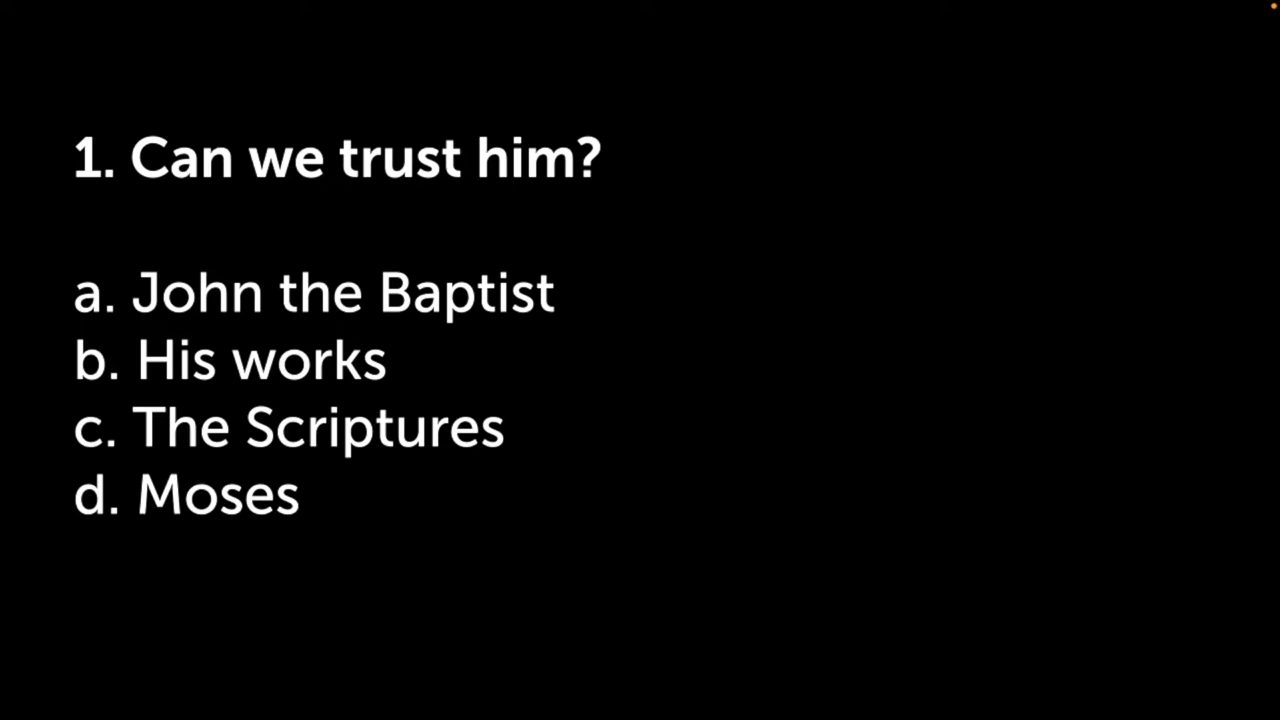 1. Can we trust him?
a. John the Baptist
b. His works
c. The Scriptures
d. Moses